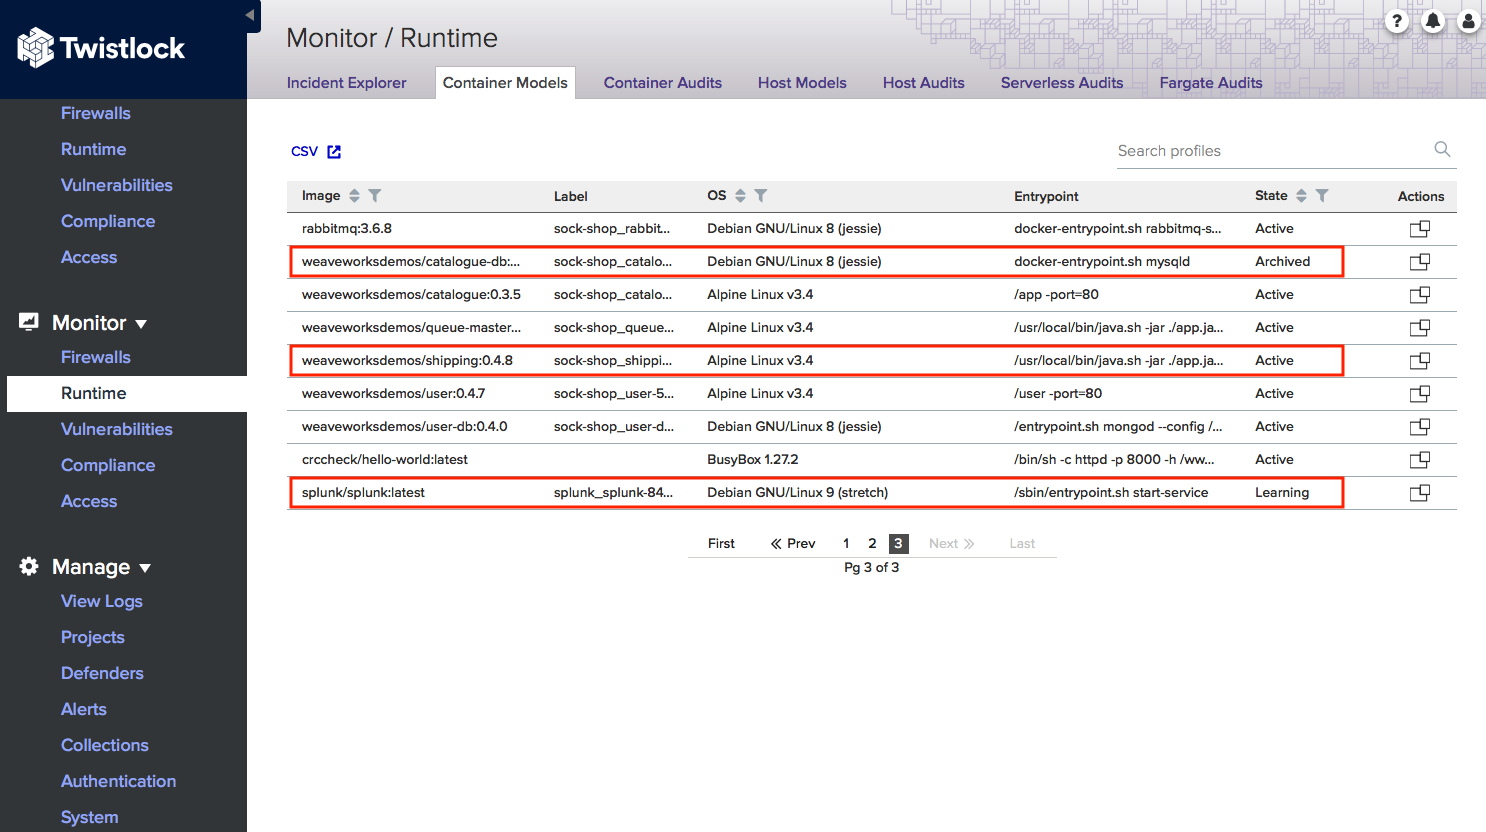 Twistlock
Firewalls
Runtime
Vulnerabilities
Compliance
Access
Monitor
Firewalls
Runtime
Vulnerabilities
Compliance
Access
Manage
View Logs
Projects
Defenders
Alerts
Collections
Authentication
System
Monitor / Runtime
?
Incident Explorer Container Models Container Audits Host Models Host Audits Serverless Audits Fargate Audits
CSV Search profiles
Image Label OS Entrypoint State Actions
rabbitmq:3.6.8 sock-shop_rabbit... Debian GNU/Linux 8 (jessie) docker-entrypoint.sh rabbitmq-s... Active
weaveworksdemos/catalogue-db:... sock-shop_catalo... Debian GNU/Linux 8 (jessie) docker-entrypoint.sh mysqld Archived
weaveworksdemos/catalogue:0.3.5 sock-shop_catalo... Alpine Linux v3.4 /app -port=80 Active
weaveworksdemos/queue-master... sock-shop_queue... Alpine Linux v3.4 /usr/local/bin/java.sh -jar ./app.ja... Active
weaveworksdemos/shipping:0.4.8 sock-shop_shippi... Alpine Linux v3.4 /usr/local/bin/java.sh -jar ./app.ja... Active
weaveworksdemos/user:0.4.7 sock-shop_user-5... Alpine Linux v3.4 /user -port=80 Active
weaveworksdemos/user-db:0.4.0 sock-shop_user-d... Debian GNU/Linux 8 (jessie) /entrypoint.sh mongod --config /... Active
crccheck/hello-world:latest BusyBox 1.27.2 /bin/sh -c httpd -p 8000 -h /ww... Active
splunk/splunk:latest splunk_splunk-84... Debian GNU/Linux 9 (stretch) /sbin/entrypoint.sh start-service Learning
First Prev 1 2 3 Next Last
Pg 3 of 3